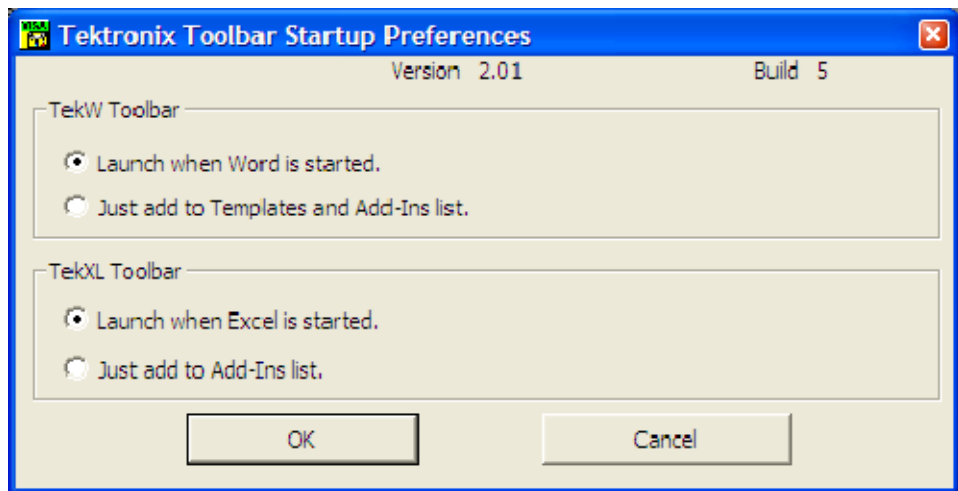 Tektronix Toolbar Startup Preferences
Version 2.01 Build 5
TekW Toolbar
Launch when Word is started.
Just add to Templates and Add-Ins list.
TekXL Toolbar
Launch when Excel is started.
Just add to Add-Ins list.
OK Cancel